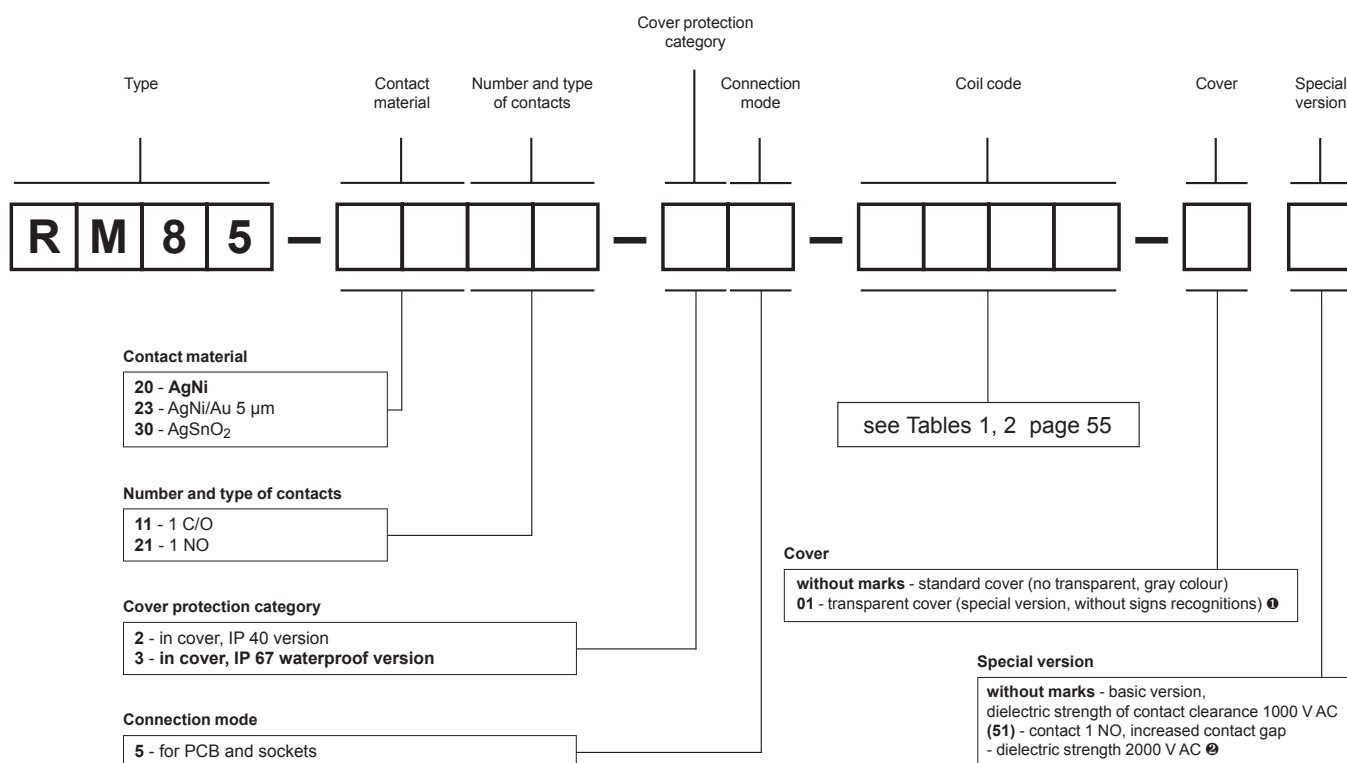 Cover protection
category
Type
Contact
material
Number and type
of contacts
Connection
mode
Coil code
Cover
Special
version
R M 8 5 – – – –
Contact material
20 - AgNi
23 - AgNi/Au 5 µm
30 - AgSnO2
see Tables 1, 2 page 55
Number and type of contacts
11 - 1 C/O
21 - 1 NO
Cover
without marks - standard cover (no transparent, gray colour)
01 - transparent cover (special version, without signs recognitions) ❶
Cover protection category
2 - in cover, IP 40 version
3 - in cover, IP 67 waterproof version
Special version
without marks - basic version,
dielectric strength of contact clearance 1000 V AC
(51) - contact 1 NO, increased contact gap
- dielectric strength 2000 V AC ❷
Connection mode
5 - for PCB and sockets